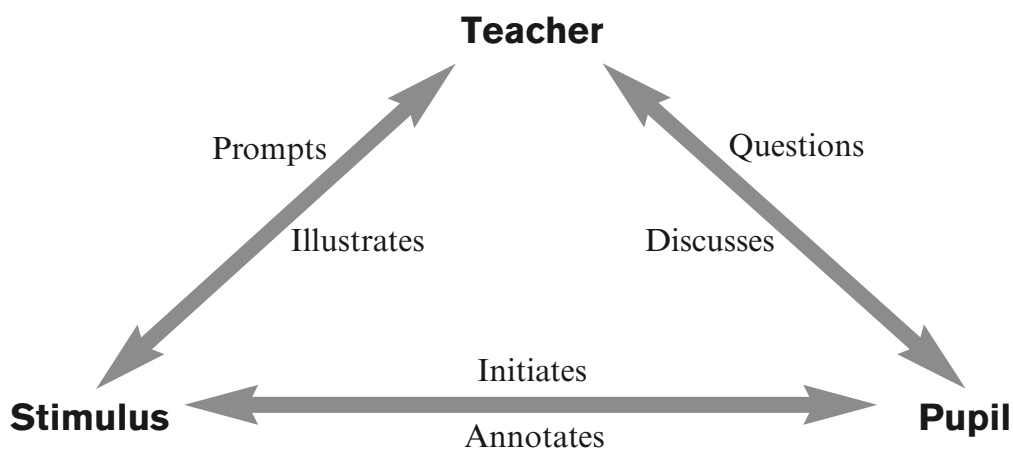 Teacher
Prompts
Questions
Illustrates
Discusses
Initiates
Stimulus
Pupil
Annotates